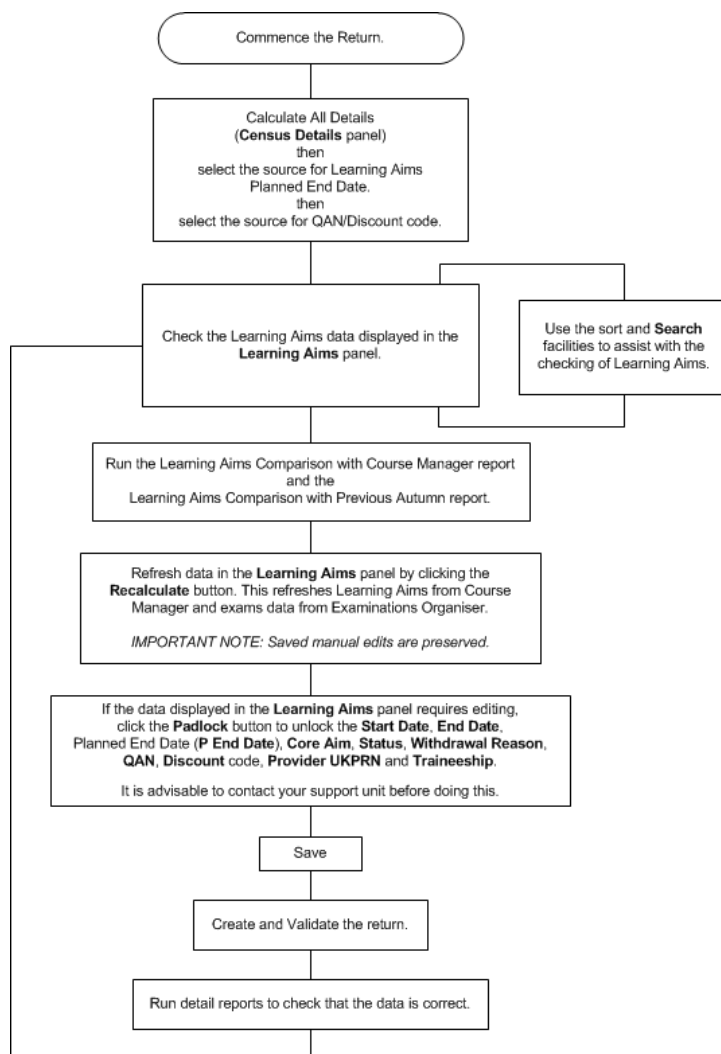 Commence the Return.
Calculate All Details
(Census Details panel)
then
select the source for Learning Aims
Planned End Date.
then
select the source for QAN/Discount code.
Check the Learning Aims data displayed in the
Learning Aims panel.
Use the sort and Search
facilities to assist with the
checking of Learning Aims.
Run the Learning Aims Comparison with Course Manager report
and the
Learning Aims Comparison with Previous Autumn report.
Refresh data in the Learning Aims panel by clicking the
Recalculate button. This refreshes Learning Aims from Course
Manager and exams data from Examinations Organiser.
IMPORTANT NOTE: Saved manual edits are preserved.
If the data displayed in the Learning Aims panel requires editing,
click the Padlock button to unlock the Start Date, End Date,
Planned End Date (P End Date), Core Aim, Status, Withdrawal Reason,
QAN, Discount code, Provider UKPRN and Traineeship.
It is advisable to contact your support unit before doing this.
Save
Create and Validate the return.
Run detail reports to check that the data is correct.